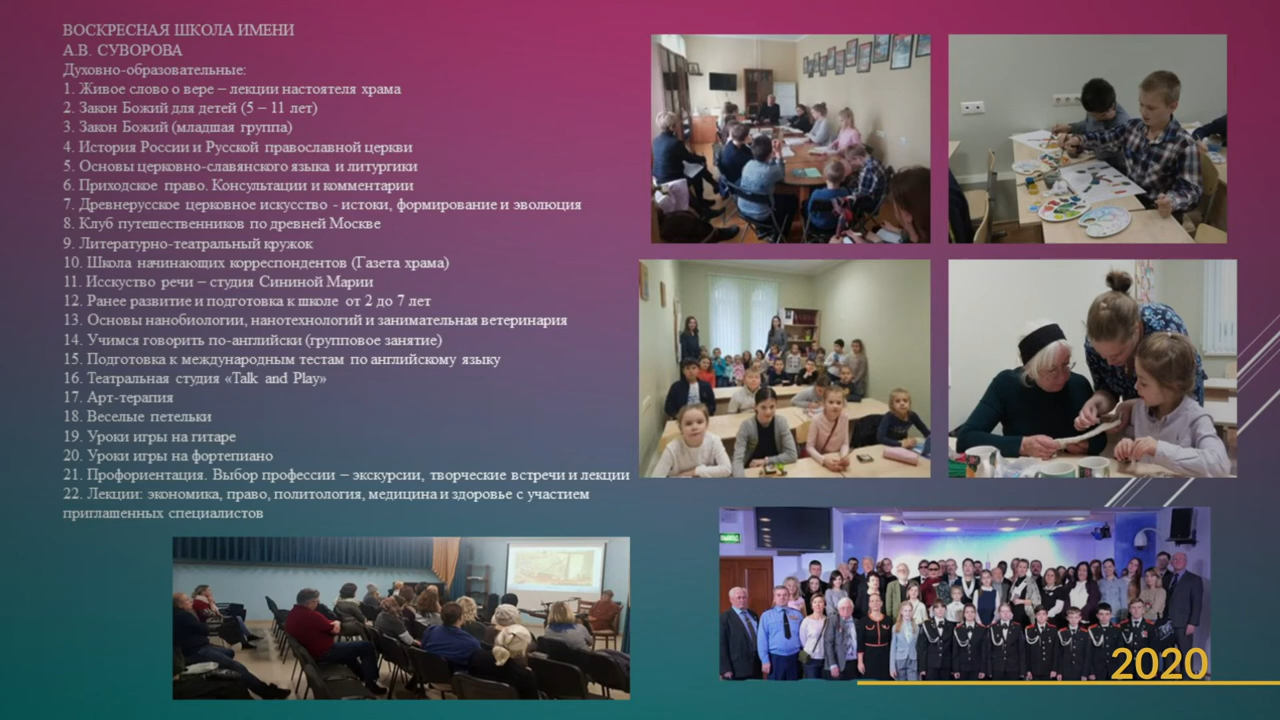 ВОСКРЕСНАЯ ШКОЛА ИМЕНИ
А.В. СУВОРОВА
Духовно-образовательные:
1. Живое слово о вере – лекции настоятеля храма
2. Закон Божий для детей (5 – 11 лет)
3. Закон Божий (младшая группа)
4. История России и Русской православной церкви
5. Основы церковно-славянского языка и литургики
6. Приходское право. Консультации и комментарии
7. Древнерусское церковное искусство - истоки, формирование и эволюция
8. Клуб путешественников по древней Москве
9. Литературно-театральный кружок
10. Школа начинающих корреспондентов (Газета храма)
11. Исскуство речи – студия Сининой Марии
12. Ранее развитие и подготовка к школе от 2 до 7 лет
13. Основы нанобиологии, нанотехнологий и занимательная ветеринария
14. Учимся говорить по-английски (групповое занятие)
15. Подготовка к международным тестам по английскому языку
16. Театральная студия «Talk and Play»
17. Арт-терапия
18. Веселые петельки
19. Уроки игры на гитаре
20. Уроки игры на фортепиано
21. Профориентация. Выбор профессии – экскурсии, творческие встречи и лекции
22. Лекции: экономика, право, политология, медицина и здоровье с участием
приглашенных специалистов
2020